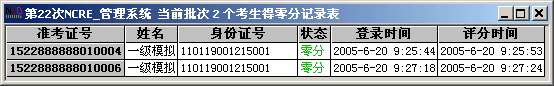 第22次NCRE_管理系统 当前批次 2 个考生得零分记录表
准考证号 姓名 身份证号 状态 登录时间 评分时间
1522888888010004 一级模拟 110119001215001 零分 2005-6-20 9:25:44 2005-6-20 9:25:53
1522888888010006 一级模拟 110119001215001 零分 2005-6-20 9:27:18 2005-6-20 9:27:24